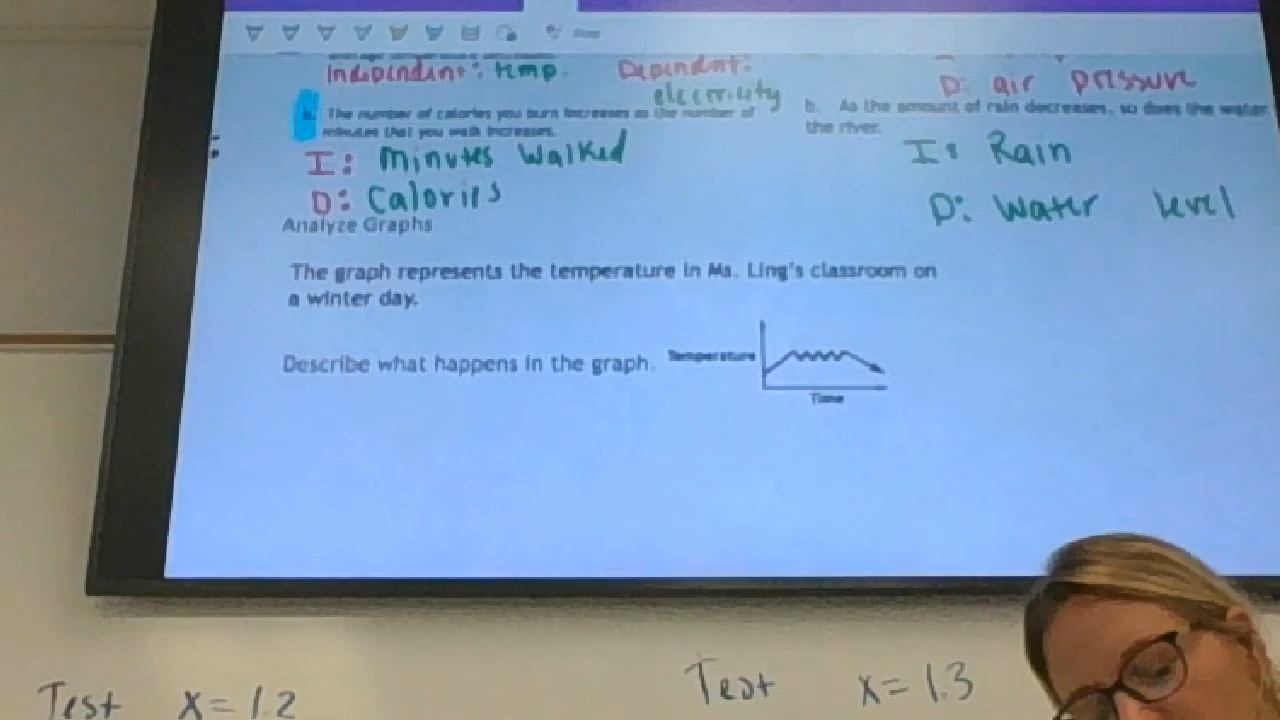 Independent: temp. Dependent: electricity
D: air pressure
a. The number of calories you burn increases as the number of
minutes that you walk increases.
I: Minutes Walked
D: Calories
b. As the amount of rain decreases, so does the water
the river.
I: Rain
D: Water level
Analyze Graphs
The graph represents the temperature in Ms. Ling's classroom on
a winter day.
Describe what happens in the graph.
Temperature
Time
Test x = 1.2
Test x = 1.3